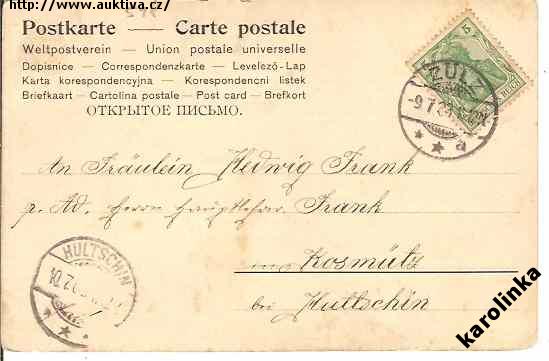 http://www.auktiva.cz/
Postkarte — Carte postale
Weltpostverein — Union postale universelle
Dopisnice — Correspondenzkarte — Levelező-Lap
Karta korespondencyjna — Korespondencni listek
Briefkaart — Cartolina postale — Post card — Brefkort
ОТКРЫТОЕ ПИСЬМО.
ZÜLZ
An Fräulein Hedwig Frank
p. Ad. Herrn Hauptlehrer Frank
Kosmütz
bei Hultschin
HULTSCHIN
karolinka